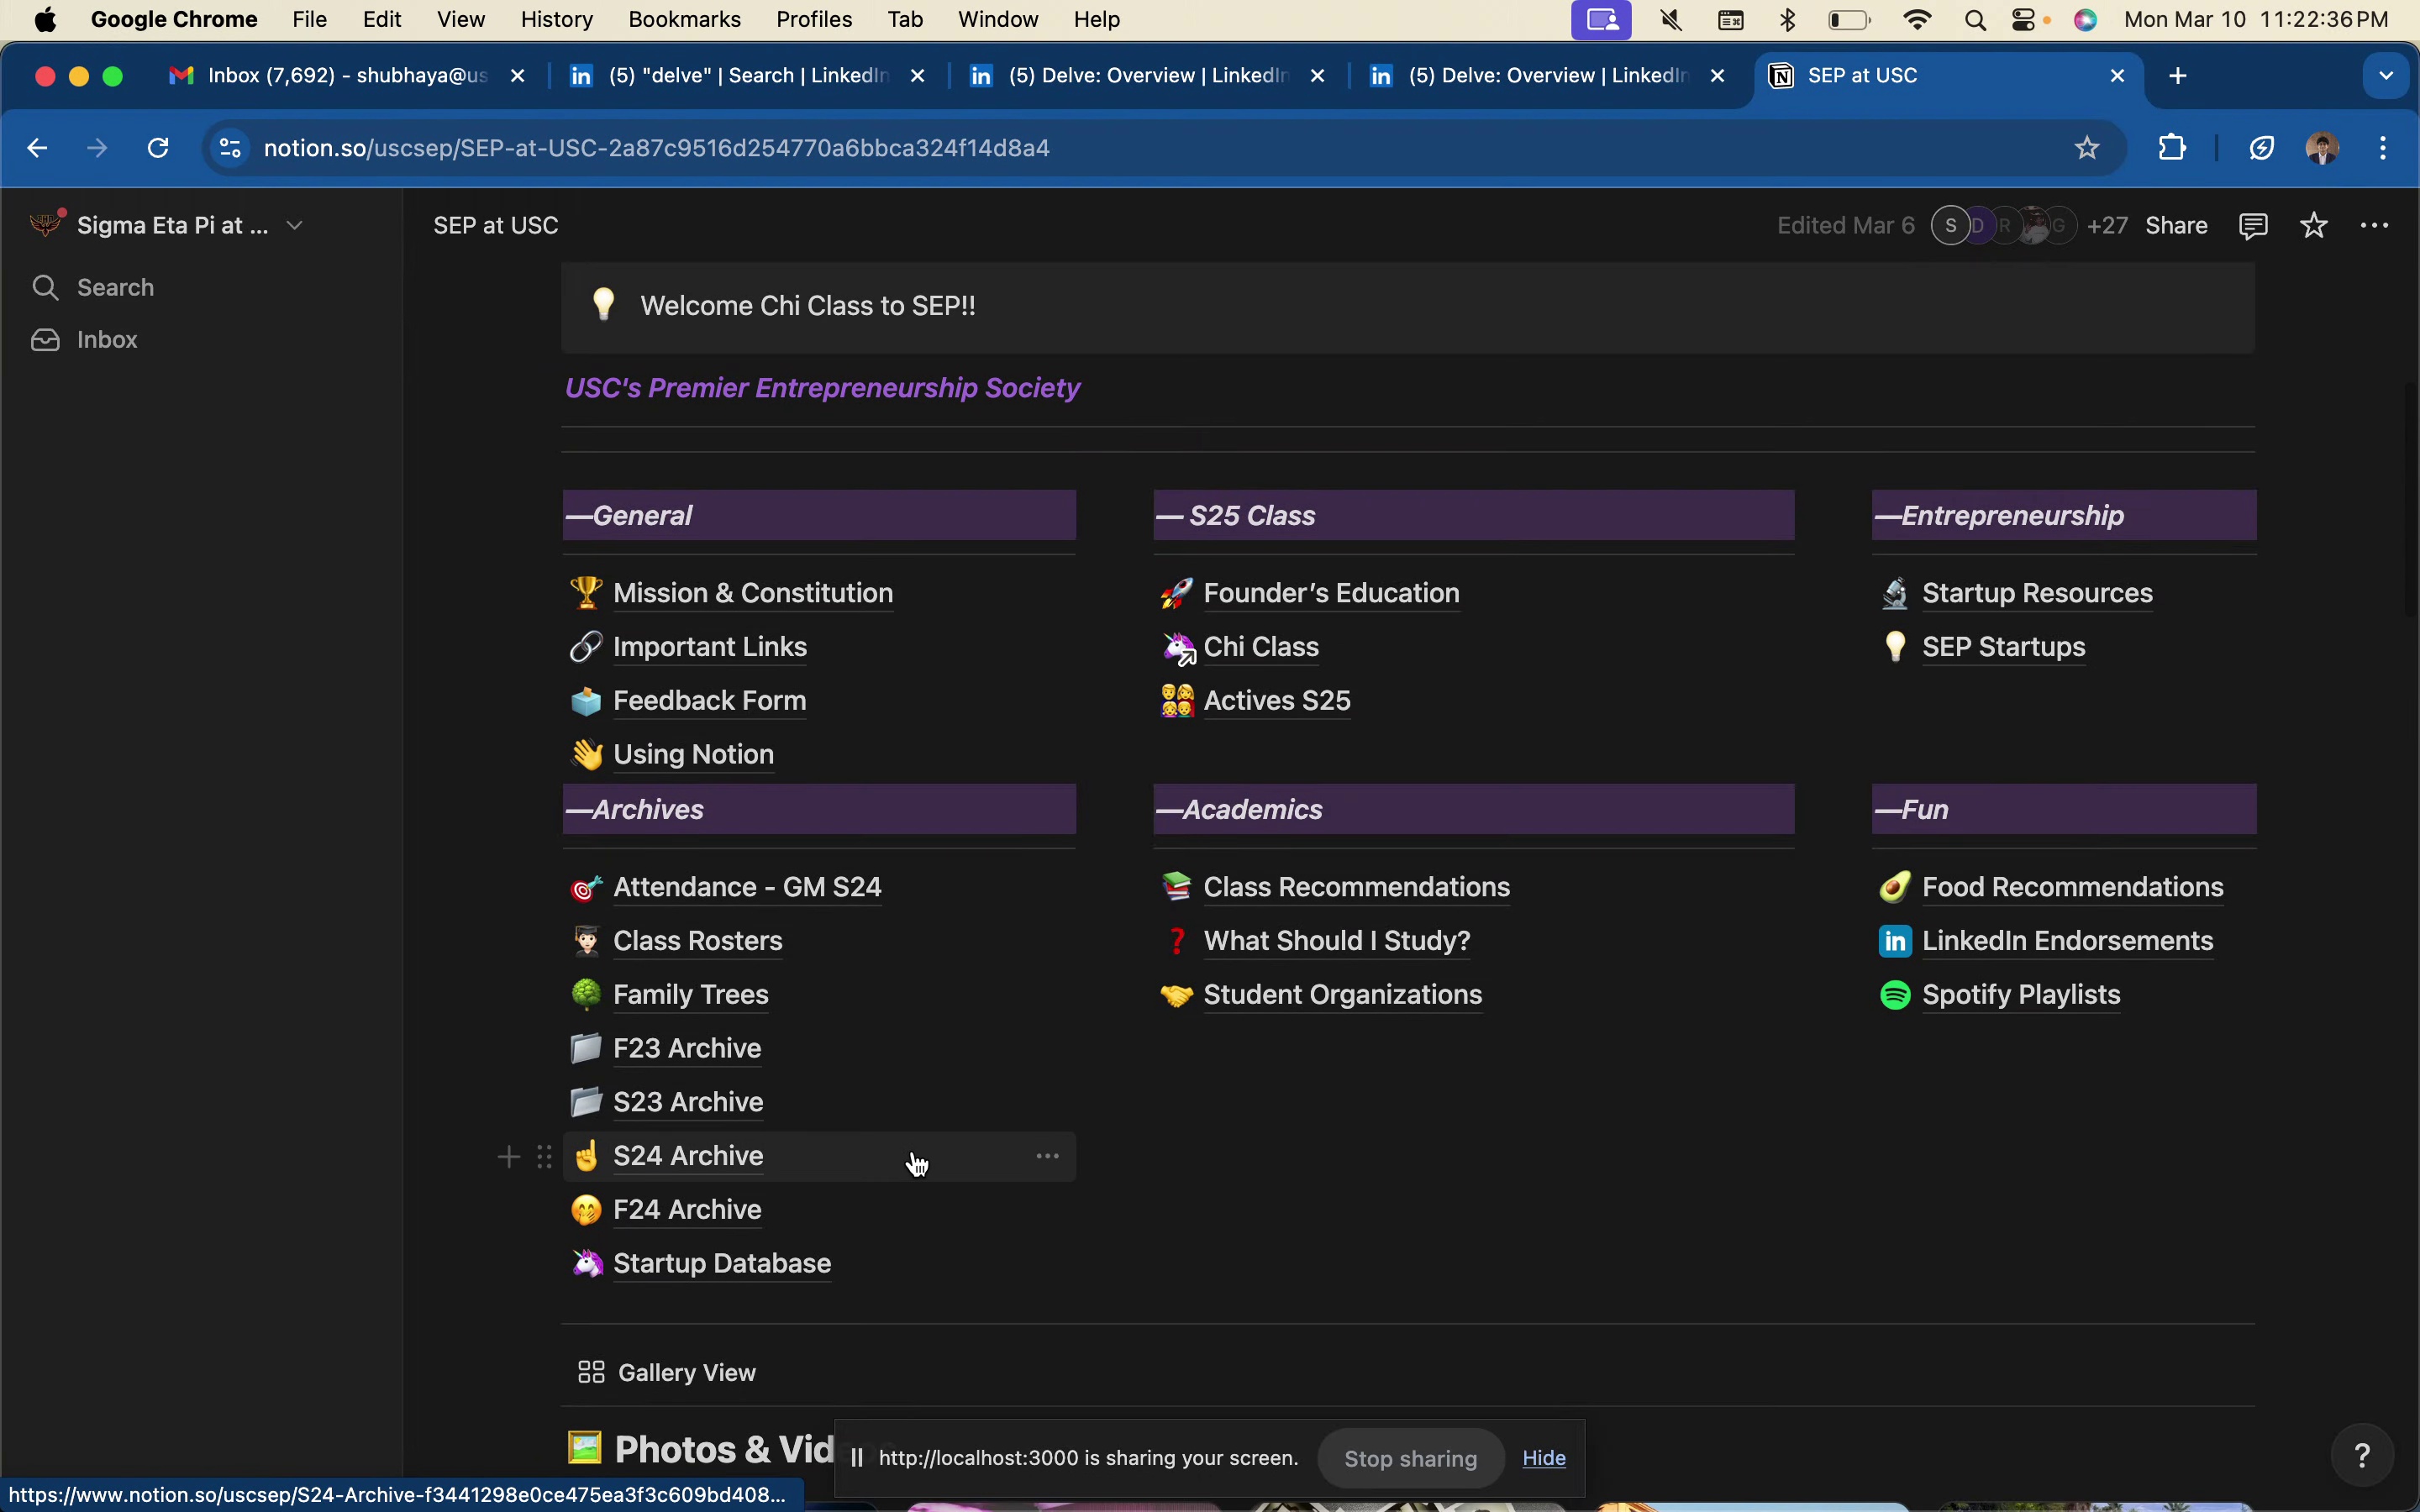 Google Chrome File Edit View History Bookmarks Profiles Tab Window Help Mon Mar 10 11:22:36 PM
Inbox (7,692) - shubhaya@us (5) "delve" | Search | LinkedIn (5) Delve: Overview | LinkedIn (5) Delve: Overview | LinkedIn SEP at USC
notion.so/uscsep/SEP-at-USC-2a87c9516d254770a6bbca324f14d8a4
Sigma Eta Pi at ... SEP at USC Edited Mar 6 S D R G +27 Share
Search
Inbox
Welcome Chi Class to SEP!!
USC's Premier Entrepreneurship Society
—General
Mission & Constitution
Important Links
Feedback Form
Using Notion
— S25 Class
Founder's Education
Chi Class
Actives S25
—Entrepreneurship
Startup Resources
SEP Startups
—Archives
Attendance - GM S24
Class Rosters
Family Trees
F23 Archive
S23 Archive
S24 Archive
F24 Archive
Startup Database
—Academics
Class Recommendations
What Should I Study?
Student Organizations
—Fun
Food Recommendations
LinkedIn Endorsements
Spotify Playlists
Gallery View
Photos & Vid
http://localhost:3000 is sharing your screen. Stop sharing Hide
?
https://www.notion.so/uscsep/S24-Archive-f3441298e0ce475ea3f3c609bd408...